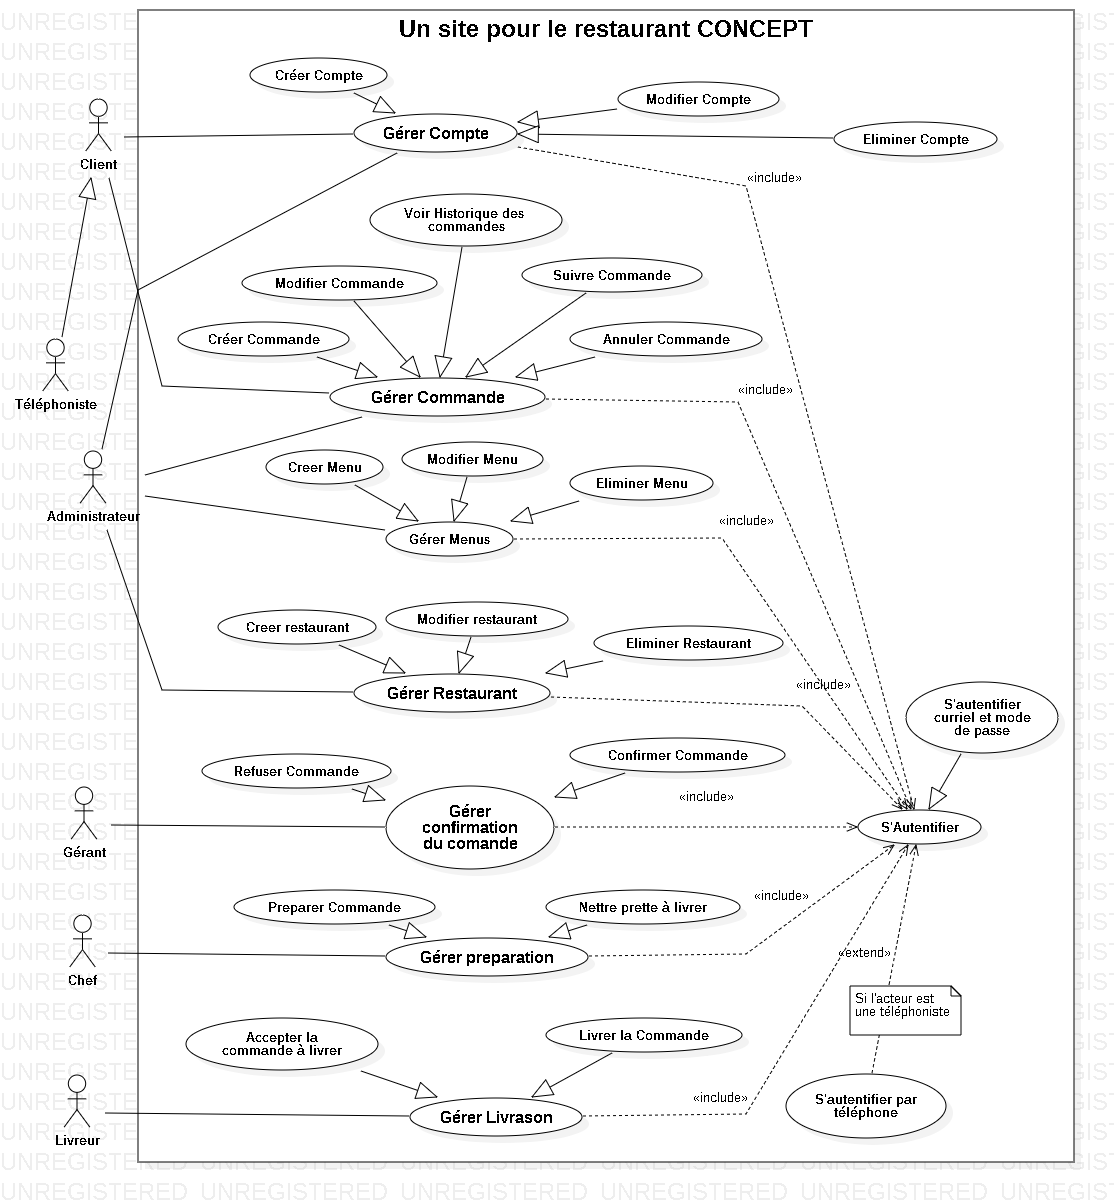 Un site pour le restaurant CONCEPT
Créer Compte
Modifier Compte
Gérer Compte
Eliminer Compte
Client
«include»
Voir Historique des
commandes
Modifier Commande
Suivre Commande
Créer Commande
Annuler Commande
Téléphoniste
Gérer Commande
«include»
Creer Menu
Modifier Menu
Eliminer Menu
Administrateur
Gérer Menus
«include»
Creer restaurant
Modifier restaurant
Eliminer Restaurant
Gérer Restaurant
«include»
S'autentifier
curriel et mode
de passe
Refuser Commande
Confirmer Commande
«include»
Gérant
Gérer
confirmation
du comande
S'Autentifier
Preparer Commande
Nettre prette à livrer
«include»
Chef
Gérer preparation
«extend»
Si l'acteur est
une téléphoniste
Accepter la
commande à livrer
Livrer la Commande
«include»
S'autentifier par
téléphone
Livreur
Gérer Livrason
UNREGISTERED UNREGISTERED UNREGISTERED UNREGISTERED UNREGISTERED